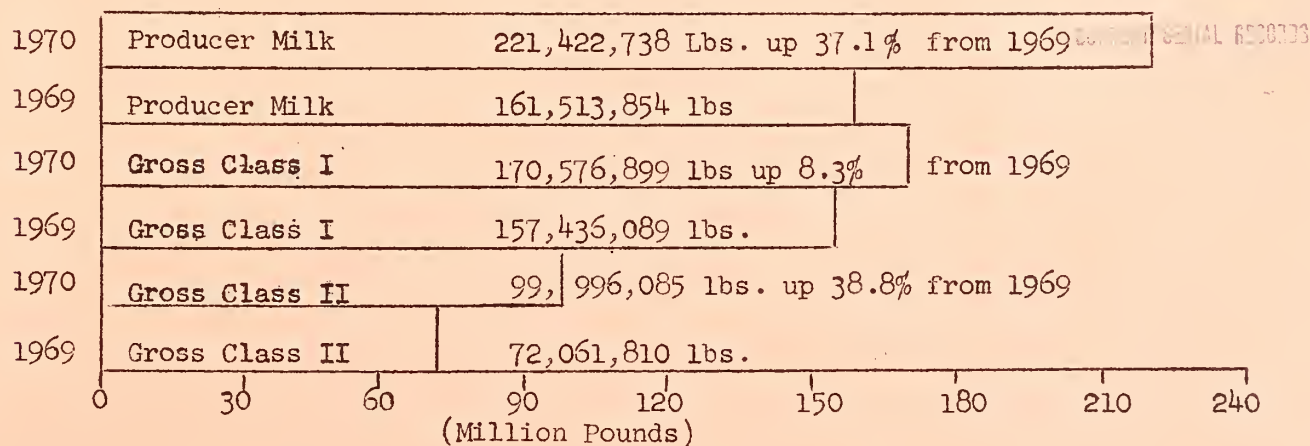 1970 Producer Milk 221,422,738 Lbs. up 37.1% from 1969
1969 Producer Milk 161,513,854 lbs
1970 Gross Class I 170,576,899 lbs up 8.3% from 1969
1969 Gross Class I 157,436,089 lbs.
1970 Gross Class II 99,996,085 lbs. up 38.8% from 1969
1969 Gross Class II 72,061,810 lbs.
0 30 60 90 120 150 180 210 240
(Million Pounds)